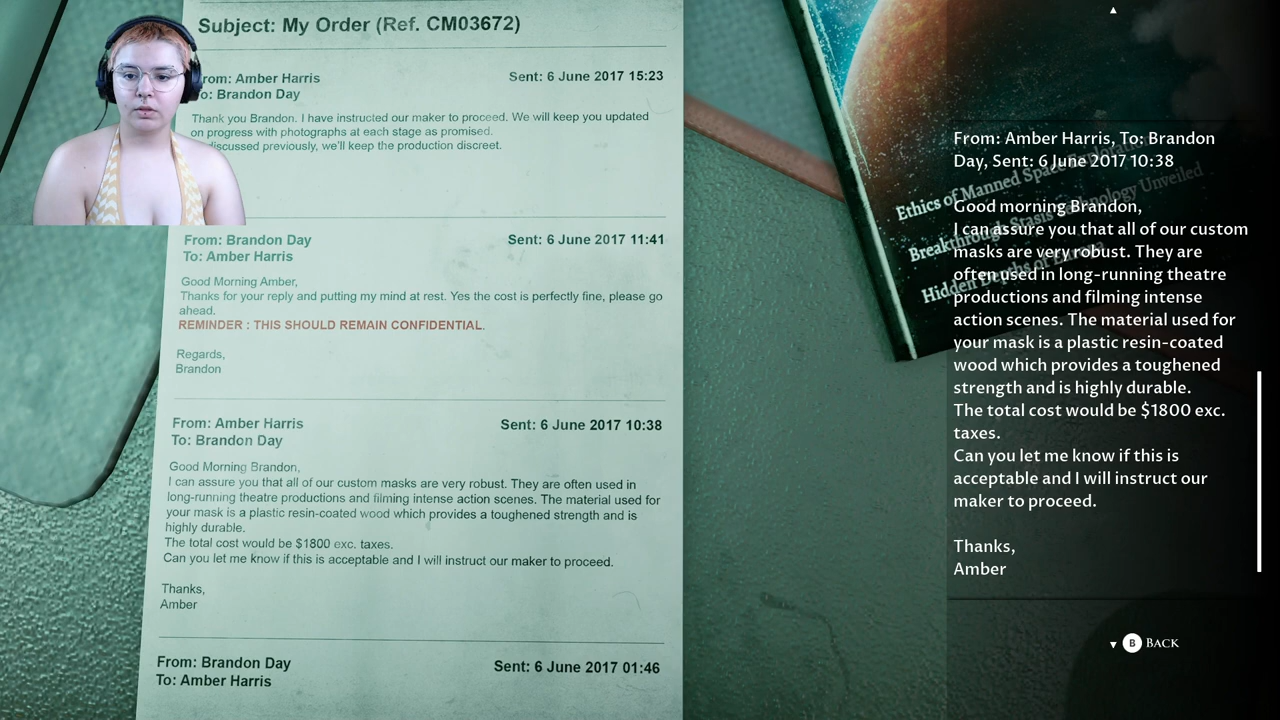 Subject: My Order (Ref. CM03672)
From: Amber Harris
Sent: 6 June 2017 15:23
To: Brandon Day
Thank you Brandon. I have instructed our maker to proceed. We will keep you updated
on progress with photographs at each stage as promised.
discussed previously, we'll keep the production discreet.
From: Brandon Day
Sent: 6 June 2017 11:41
To: Amber Harris
Good Morning Amber,
Thanks for your reply and putting my mind at rest. Yes the cost is perfectly fine, please go
ahead.
REMINDER : THIS SHOULD REMAIN CONFIDENTIAL.
Regards,
Brandon
From: Amber Harris
Sent: 6 June 2017 10:38
To: Brandon Day
Good Morning Brandon,
I can assure you that all of our custom masks are very robust. They are often used in
long-running theatre productions and filming intense action scenes. The material used for
your mask is a plastic resin-coated wood which provides a toughened strength and is
highly durable.
The total cost would be $1800 exc. taxes.
Can you let me know if this is acceptable and I will instruct our maker to proceed.
Thanks,
Amber
From: Brandon Day
Sent: 6 June 2017 01:46
To: Amber Harris
Ethics of Manned Space Exploration
Breakthrough Stasis Technology Unveiled
Hidden Depths of Europa
From: Amber Harris, To: Brandon
Day, Sent: 6 June 2017 10:38
Good morning Brandon,
I can assure you that all of our custom
masks are very robust. They are
often used in long-running theatre
productions and filming intense
action scenes. The material used for
your mask is a plastic resin-coated
wood which provides a toughened
strength and is highly durable.
The total cost would be $1800 exc.
taxes.
Can you let me know if this is
acceptable and I will instruct our
maker to proceed.
Thanks,
Amber
B BACK